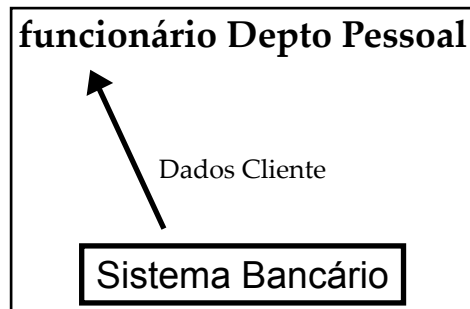 funcionário Depto Pessoal
Dados Cliente
Sistema Bancário